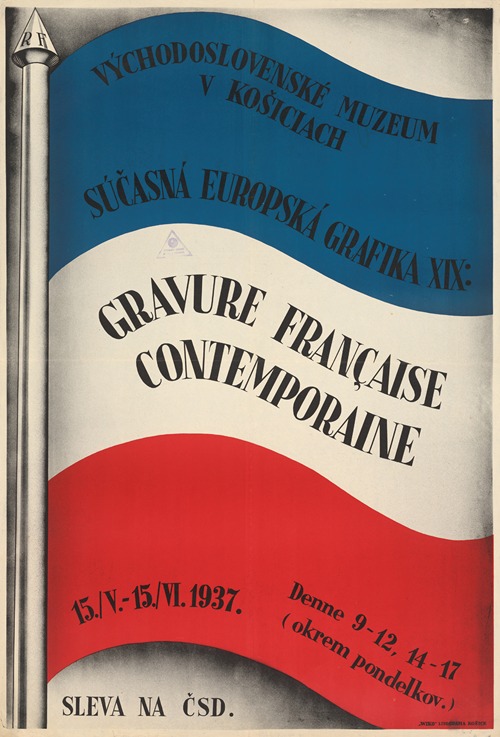 RF
VÝCHODOSLOVENSKÉ MUZEUM
V KOŠICIACH
SÚČASNÁ EUROPSKÁ GRAFIKA XIX:
GRAVURE FRANÇAISE
CONTEMPORAINE
15./V.-15./VI. 1937.
Denne 9-12, 14-17
(okrem pondelkov.)
SLEVA NA ČSD.